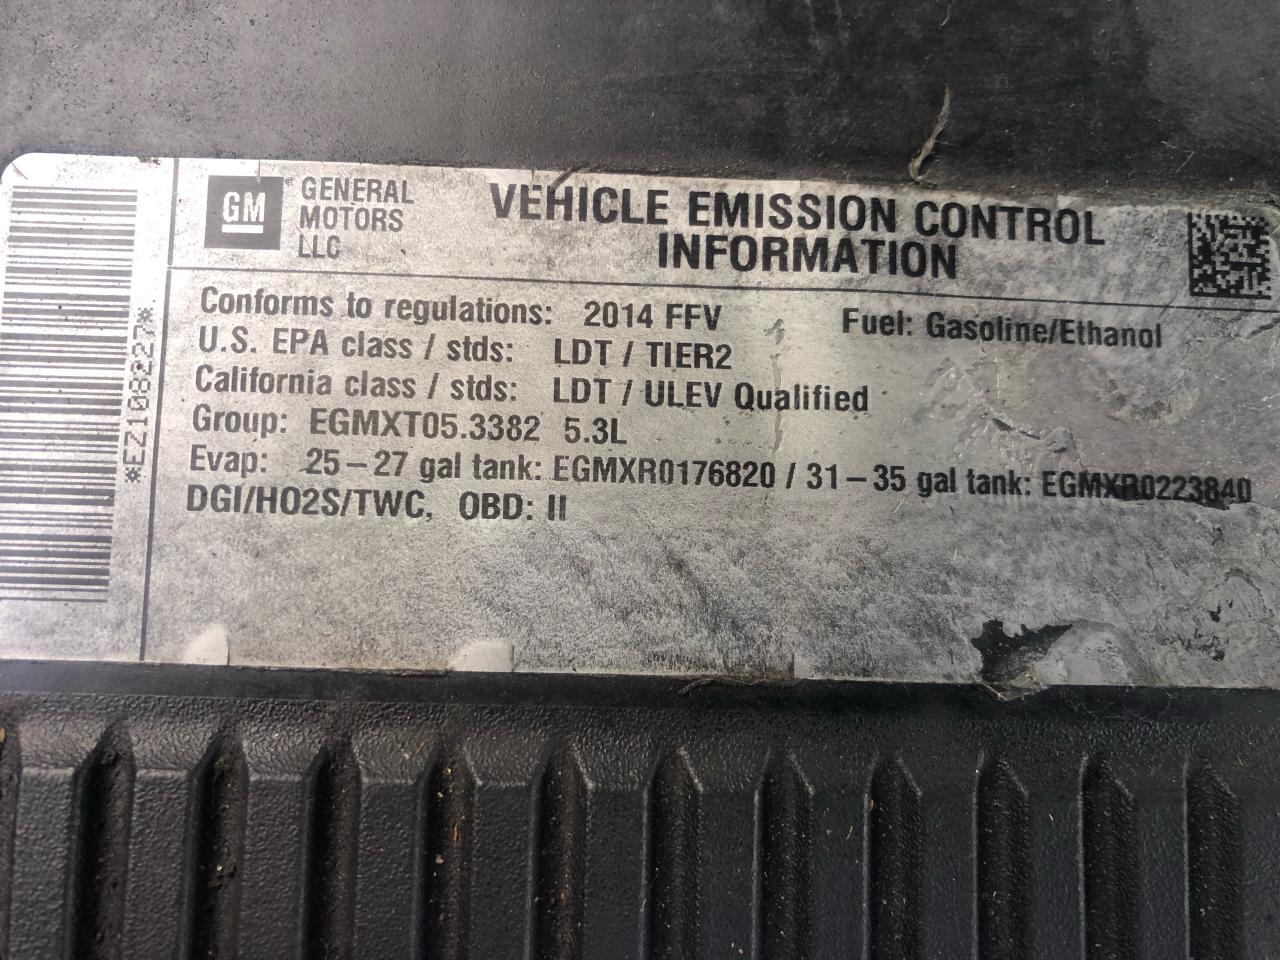 *EZ108227*
GM
GENERAL
MOTORS
LLC
VEHICLE EMISSION CONTROL
INFORMATION
Conforms to regulations: 2014 FFV Fuel: Gasoline/Ethanol
U.S. EPA class / stds: LDT / TIER2
California class / stds: LDT / ULEV Qualified
Group: EGMXT05.3382 5.3L
Evap: 25-27 gal tank: EGMXR0176820 / 31-35 gal tank: EGMXR0223840
DGI/HO2S/TWC, OBD: II